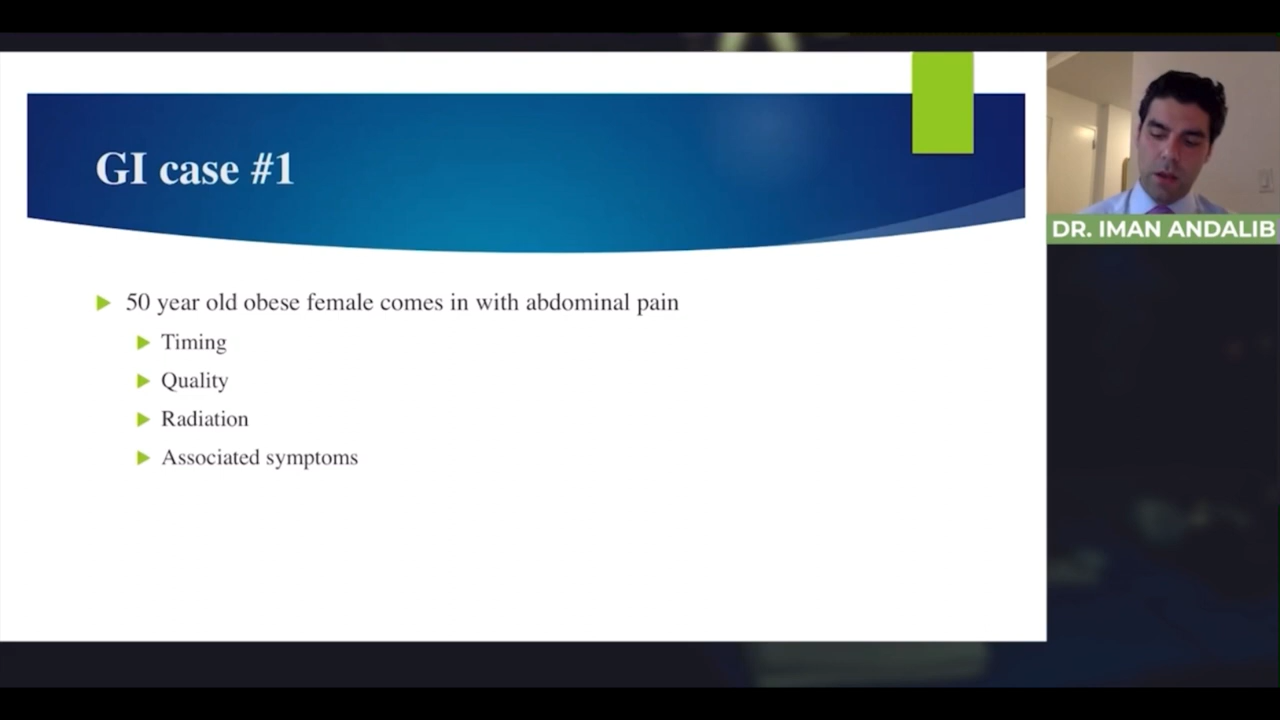 GI case #1
50 year old obese female comes in with abdominal pain
Timing
Quality
Radiation
Associated symptoms
DR. IMAN ANDALIB